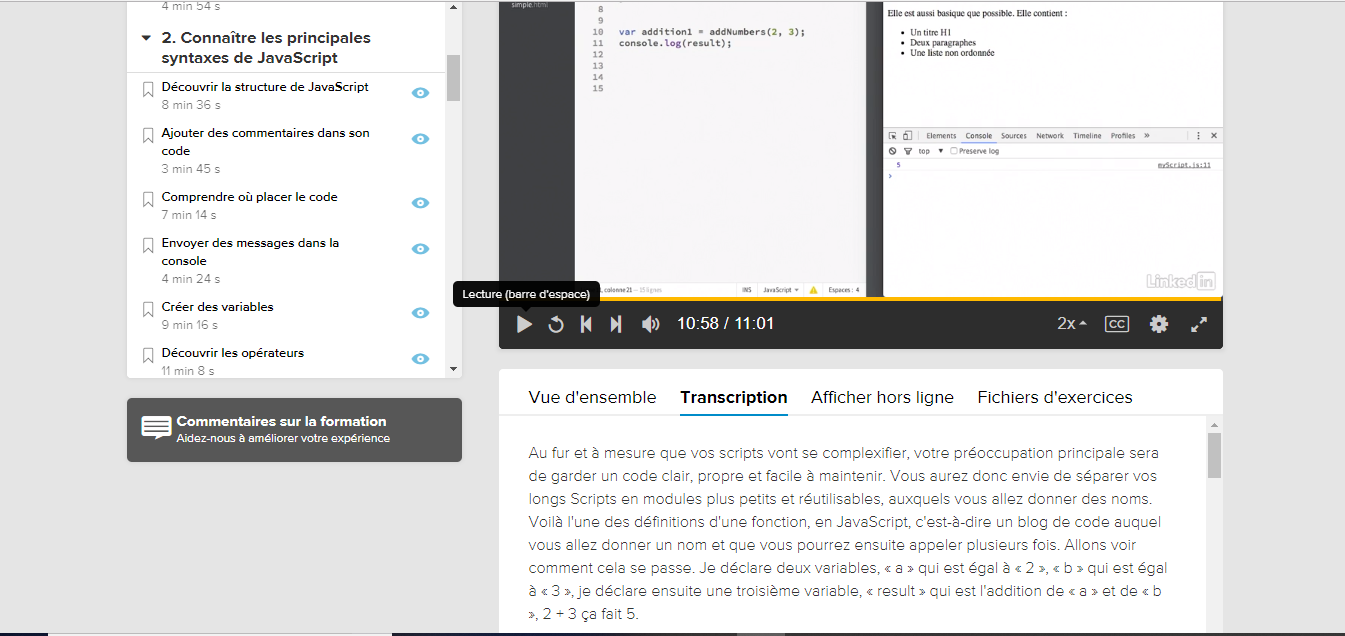 4 min 54 s
2. Connaître les principales
syntaxes de JavaScript
Découvrir la structure de JavaScript
8 min 36 s
Ajouter des commentaires dans son
code
3 min 45 s
Comprendre où placer le code
7 min 14 s
Envoyer des messages dans la
console
4 min 24 s
Créer des variables
9 min 16 s
Découvrir les opérateurs
11 min 8 s
Commentaires sur la formation
Aidez-nous à améliorer votre expérience
simple.html
8
9
10 var addition1 = addNumbers(2, 3);
11 console.log(result);
12
13
14
15
colonne 21 — 15 lignes
INS JavaScript Espaces : 4
Elle est aussi basique que possible. Elle contient :
• Un titre H1
• Deux paragraphes
• Une liste non ordonnée
Elements Console Sources Network Timeline Profiles »
top Preserve log
5 myScript.js:11
Linked in
Lecture (barre d'espace)
10:58 / 11:01
2x CC
Vue d'ensemble Transcription Afficher hors ligne Fichiers d'exercices
Au fur et à mesure que vos scripts vont se complexifier, votre préoccupation principale sera
de garder un code clair, propre et facile à maintenir. Vous aurez donc envie de séparer vos
longs Scripts en modules plus petits et réutilisables, auxquels vous allez donner des noms.
Voilà l'une des définitions d'une fonction, en JavaScript, c'est-à-dire un blog de code auquel
vous allez donner un nom et que vous pourrez ensuite appeler plusieurs fois. Allons voir
comment cela se passe. Je déclare deux variables, « a » qui est égal à « 2 », « b » qui est égal
à « 3 », je déclare ensuite une troisième variable, « result » qui est l'addition de « a » et de « b
», 2 + 3 ça fait 5.